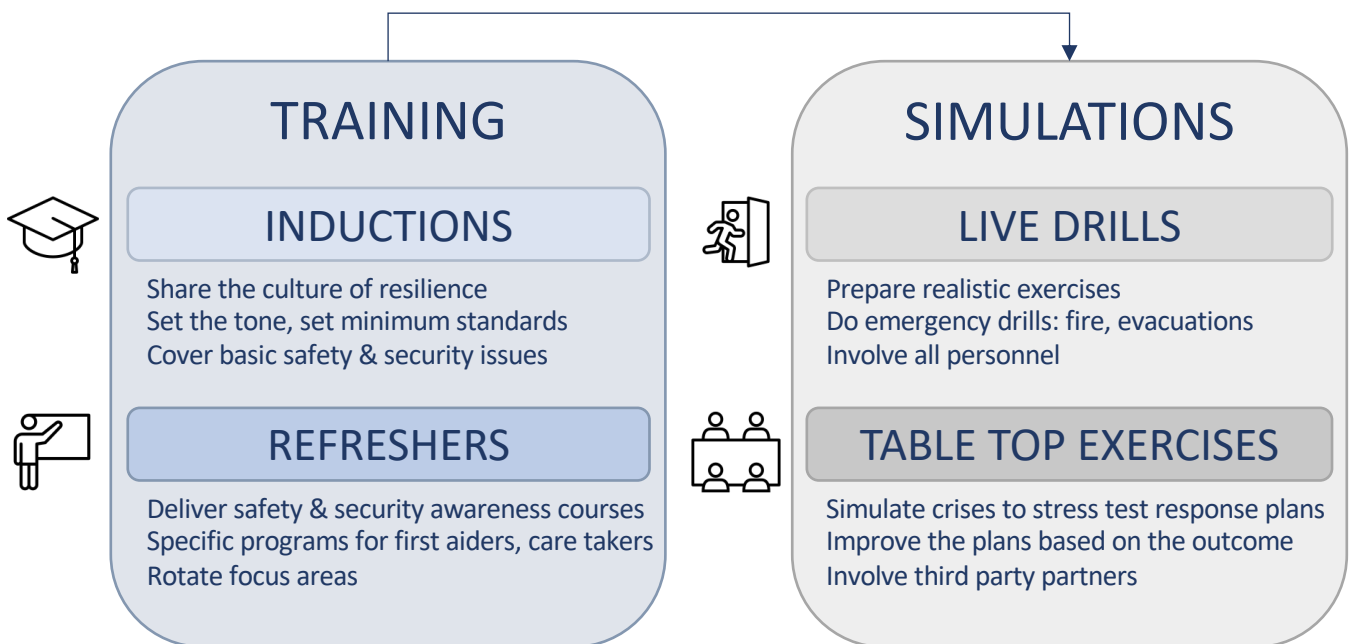 TRAINING
INDUCTIONS
Share the culture of resilience
Set the tone, set minimum standards
Cover basic safety & security issues
REFRESHERS
Deliver safety & security awareness courses
Specific programs for first aiders, care takers
Rotate focus areas
SIMULATIONS
LIVE DRILLS
Prepare realistic exercises
Do emergency drills: fire, evacuations
Involve all personnel
TABLE TOP EXERCISES
Simulate crises to stress test response plans
Improve the plans based on the outcome
Involve third party partners